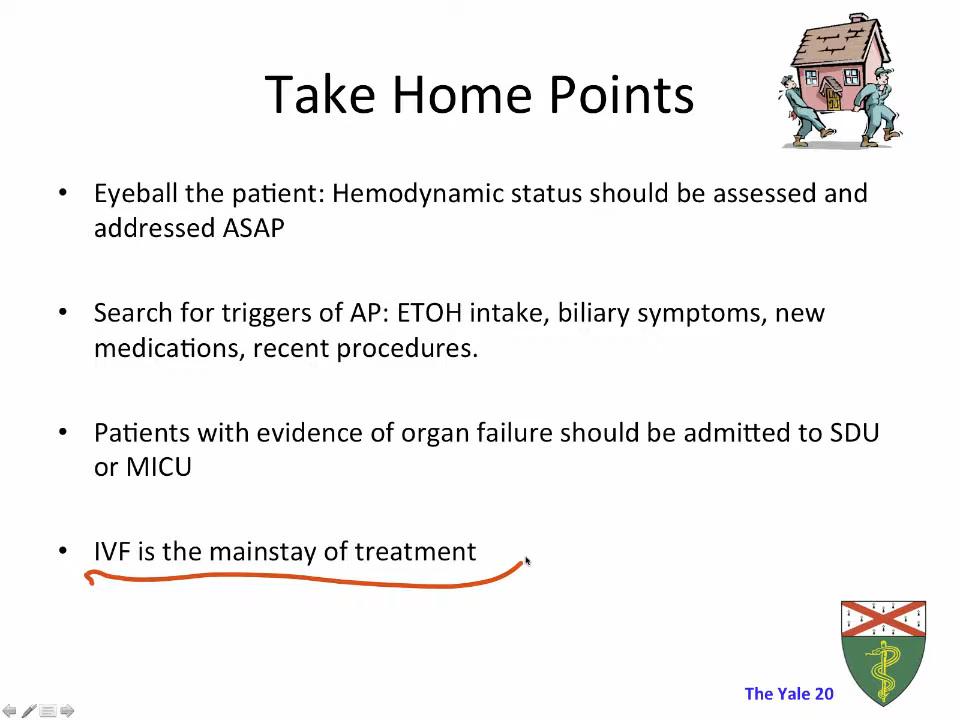 Take Home Points
• Eyeball the patient: Hemodynamic status should be assessed and
addressed ASAP
• Search for triggers of AP: ETOH intake, biliary symptoms, new
medications, recent procedures.
• Patients with evidence of organ failure should be admitted to SDU
or MICU
• IVF is the mainstay of treatment
The Yale 20